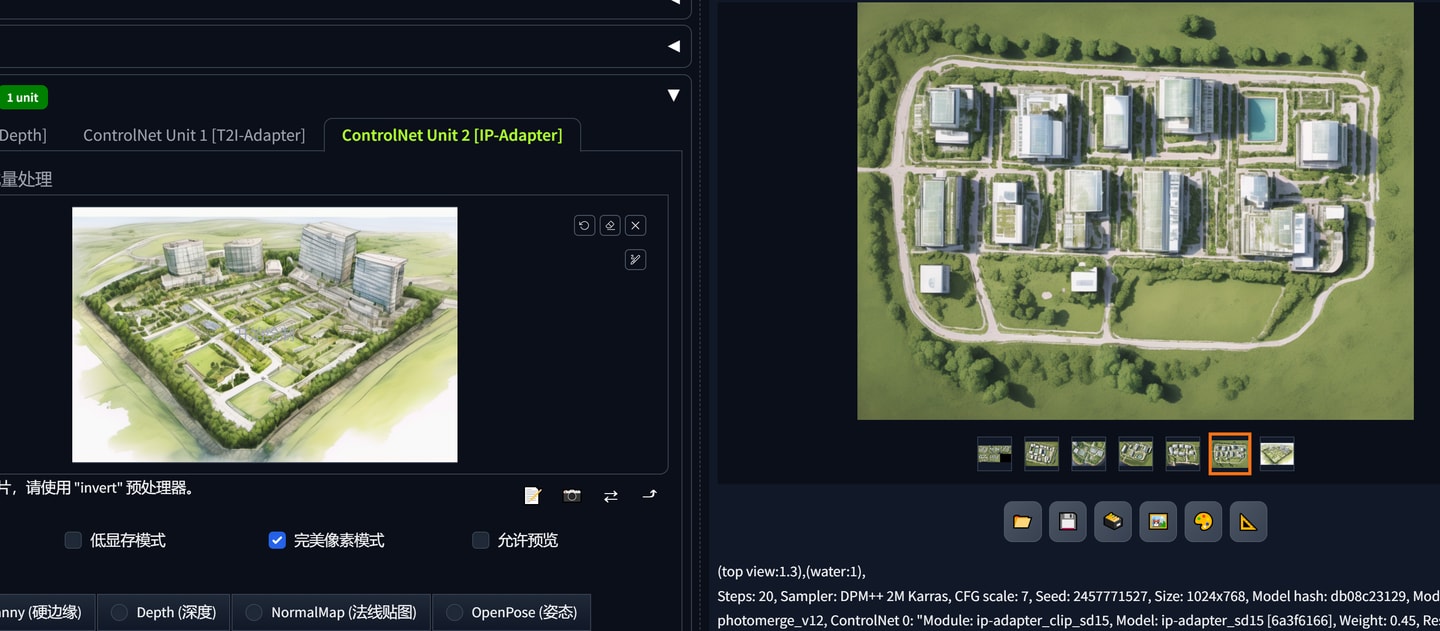 1 unit
Depth]
ControlNet Unit 1 [T2I-Adapter]
ControlNet Unit 2 [IP-Adapter]
量处理
片，请使用 "invert" 预处理器。
低显存模式
完美像素模式
允许预览
nny (硬边缘)
Depth (深度)
NormalMap (法线贴图)
OpenPose (姿态)
(top view:1.3),(water:1),
Steps: 20, Sampler: DPM++ 2M Karras, CFG scale: 7, Seed: 2457771527, Size: 1024x768, Model hash: db08c23129, Mod
photomerge_v12, ControlNet 0: "Module: ip-adapter_clip_sd15, Model: ip-adapter_sd15 [6a3f6166], Weight: 0.45, Re